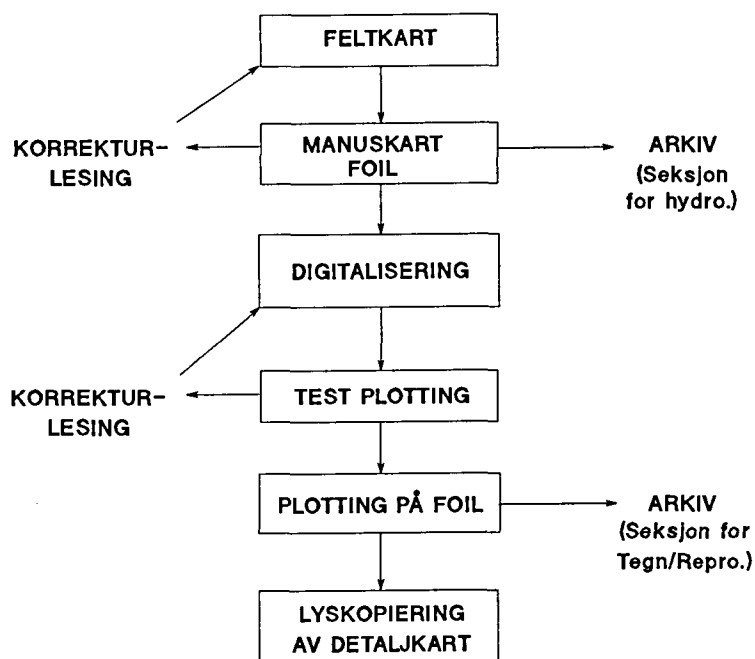 FELTKART
KORREKTUR-
LESING
MANUSKART
FOIL
ARKIV
(Seksjon
for hydro.)
DIGITALISERING
KORREKTUR-
LESING
TEST PLOTTING
PLOTTING PÅ FOIL
ARKIV
(Seksjon for
Tegn/Repro.)
LYSKOPIERING
AV DETALJKART